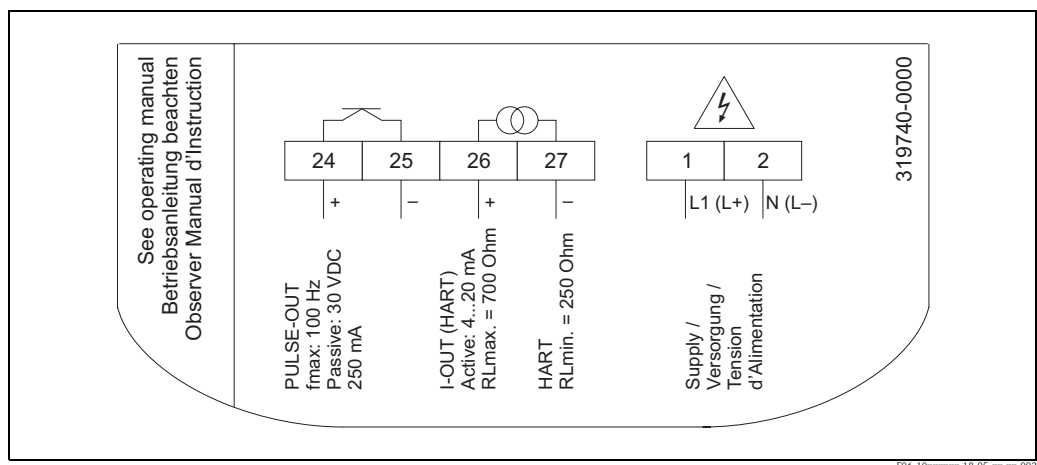 See operating manual
Betriebsanleitung beachten
Observer Manual d'Instruction
24 25 26 27
+ – + –
PULSE-OUT
fmax: 100 Hz
Passive: 30 VDC
250 mA
I-OUT (HART)
Active: 4...20 mA
RLmax. = 700 Ohm
HART
RLmin. = 250 Ohm
1 2
L1 (L+) N (L–)
Supply /
Versorgung /
Tension
d'Alimentation
319740-0000